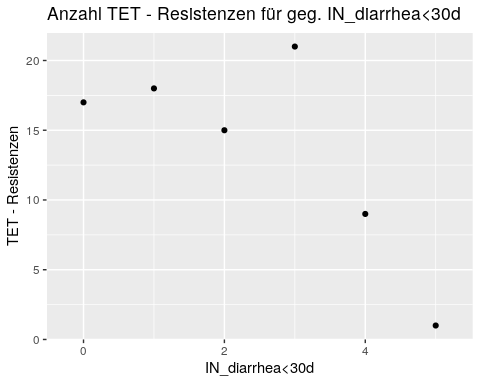 Anzahl TET - Resistenzen für geg. IN_diarrhea<30d
20
15
10
5
0
TET - Resistenzen
0 2 4
IN_diarrhea<30d